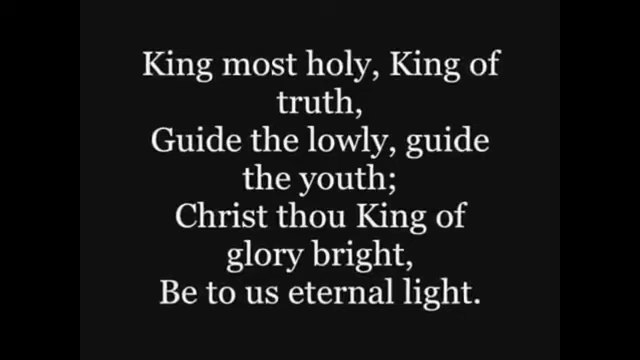 King most holy, King of
truth,
Guide the lowly, guide
the youth;
Christ thou King of
glory bright,
Be to us eternal light.